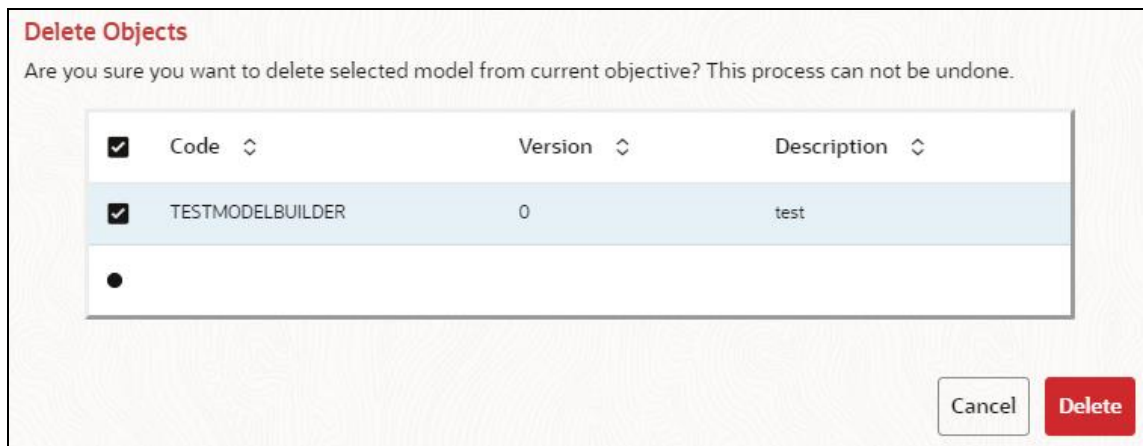 Delete Objects
Are you sure you want to delete selected model from current objective? This process can not be undone.
Code Version Description
TESTMODELBUILDER 0 test
Cancel Delete